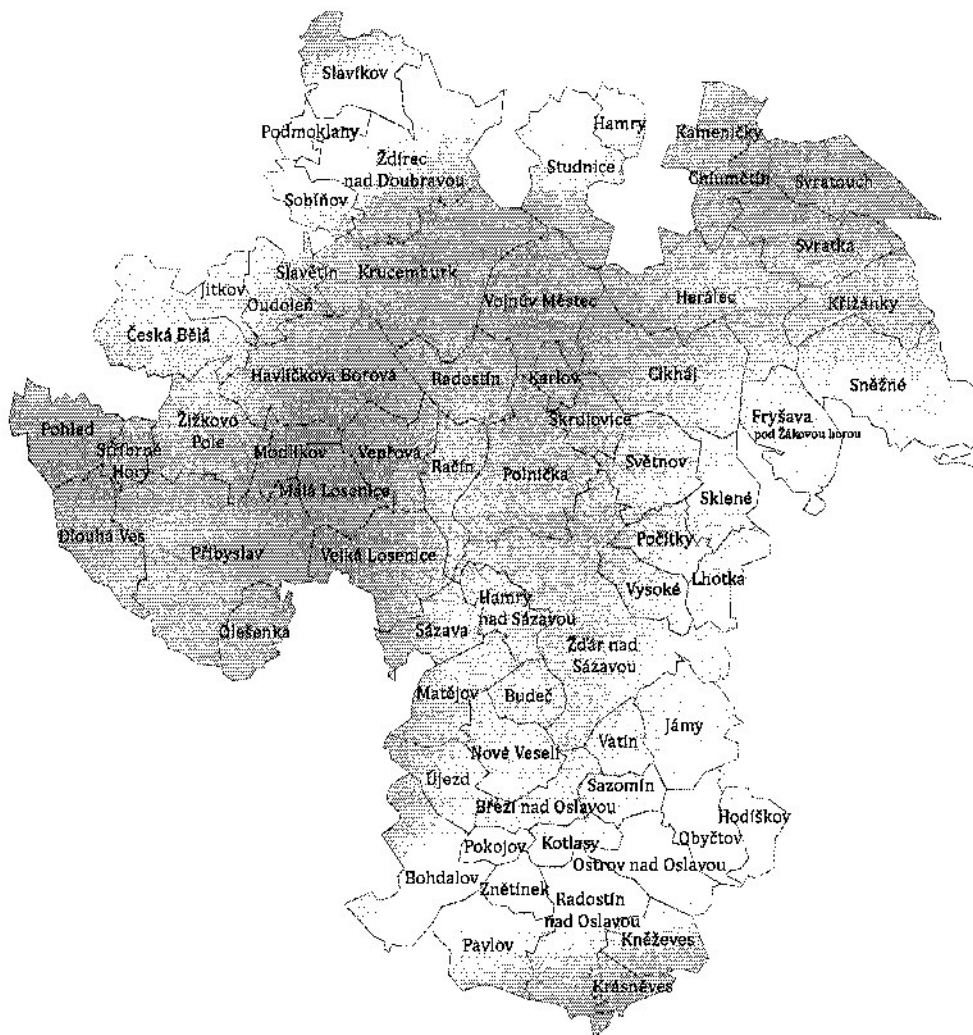 Slavíkov
Podmoklany
Hamry
Kameničky
Ždírec
nad Doubravou
Studnice
Chlumětín
Svratouch
Sobíňov
Svratka
Slavětín
Krucemburk
Jitkov
Oudoleň
Vojnův Městec
Herálec
Křižánky
Česká Bělá
Havlíčkova Borová
Radostín
Karlov
Cikháj
Sněžné
Škrdlovice
Fryšava
pod Žákovou horou
Pohled
Žižkovo
Pole
Stříbrné
Hory
Modlíkov
Vepřová
Račín
Polnička
Světnov
Malá Losenice
Sklené
Dlouhá Ves
Přibyslav
Velká Losenice
Počítky
Lhotka
Hamry
nad Sázavou
Vysoké
Olešenka
Sázava
Žďár nad
Sázavou
Matějov
Budeč
Jámy
Vatín
Nové Veselí
Újezd
Sazomín
Březí nad Oslavou
Hodíškov
Obyčtov
Pokojov
Kotlasy
Ostrov nad Oslavou
Bohdalov
Znětínek
Radostín
nad Oslavou
Pavlov
Kněževes
Krásněves